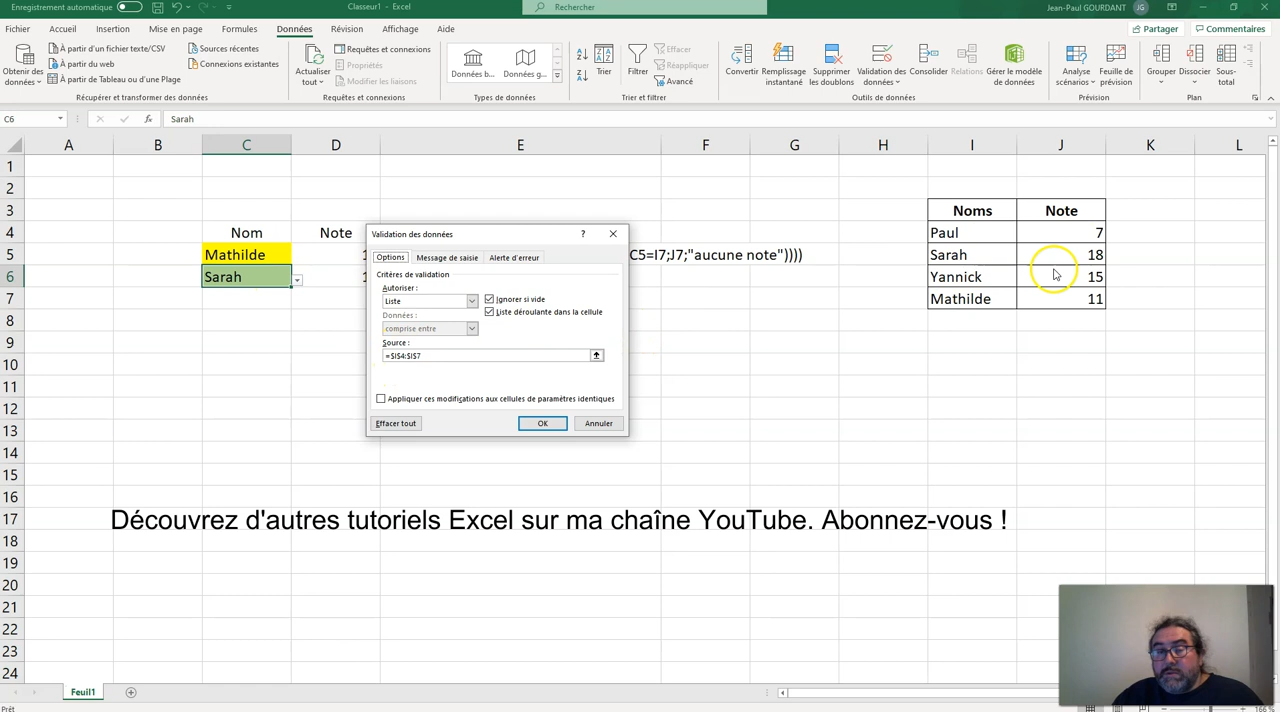 Enregistrement automatique
Classeur1 - Excel
Rechercher
Jean-Paul GOURDANT
JG
Fichier Accueil Insertion Mise en page Formules Données Révision Affichage Aide
Partager
Commentaires
Obtenir des données
À partir d'un fichier texte/CSV
À partir du web
À partir de Tableau ou d'une Plage
Sources récentes
Connexions existantes
Récupérer et transformer des données
Actualiser tout
Requêtes et connexions
Propriétés
Modifier les liaisons
Requêtes et connexions
Données b...
Données g...
Types de données
Trier
Filtrer
Effacer
Réappliquer
Avancé
Trier et filtrer
Convertir
Remplissage instantané
Supprimer les doublons
Validation des données
Consolider
Relations
Gérer le modèle de données
Outils de données
Analyse scénarios
Feuille de prévision
Prévision
Grouper
Dissocier
Sous-total
Plan
C6
fx
Sarah
A B C D E F G H I J K L
1
2
3 Noms Note
4 Nom Note Paul 7
5 Mathilde 1 C5=I7;J7;"aucune note")))) Sarah 18
6 Sarah 1 Yannick 15
7 Mathilde 11
8
9
10
11
12
13
14
15
16
17 Découvrez d'autres tutoriels Excel sur ma chaîne YouTube. Abonnez-vous !
18
19
20
21
22
23
24
Validation des données
?
Options Message de saisie Alerte d'erreur
Critères de validation
Autoriser :
Liste
Ignorer si vide
Liste déroulante dans la cellule
Données :
comprise entre
Source :
=$I$4:$I$7
Appliquer ces modifications aux cellules de paramètres identiques
Effacer tout
OK
Annuler
Feuil1
Prêt
166 %